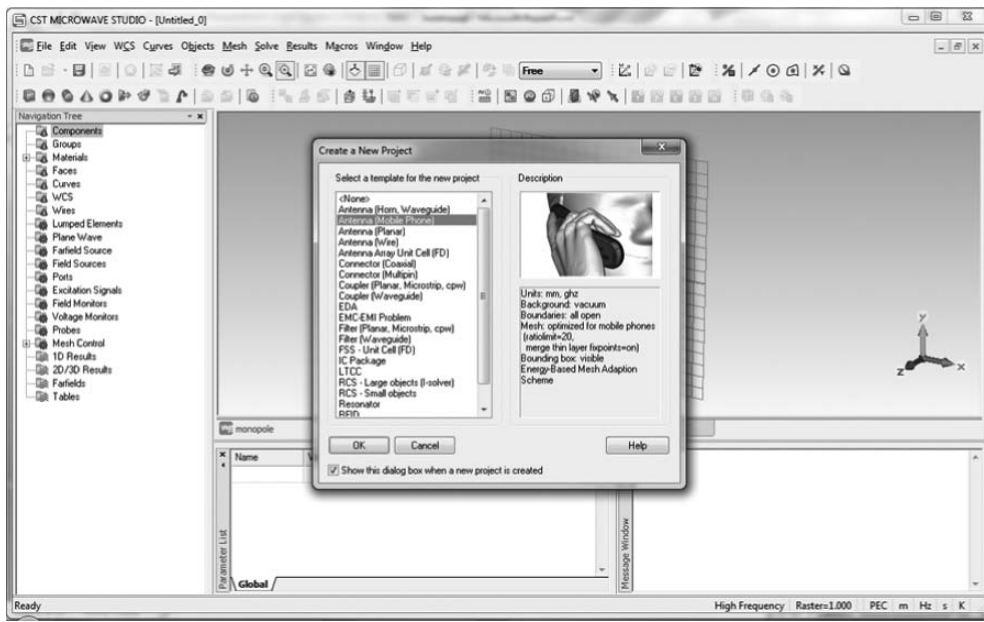 CST MICROWAVE STUDIO - [Untitled_0]
File Edit View WCS Curves Objects Mesh Solve Results Macros Window Help
Free
Navigation Tree
Components
Groups
Materials
Faces
Curves
WCS
Wires
Lumped Elements
Plane Wave
Farfield Source
Field Sources
Ports
Excitation Signals
Field Monitors
Voltage Monitors
Probes
Mesh Control
1D Results
2D/3D Results
Farfields
Tables
Create a New Project
Select a template for the new project
<None>
Antenna (Horn, Waveguide)
Antenna (Mobile Phone)
Antenna (Planar)
Antenna (Wire)
Antenna Array Unit Cell (FD)
Connector (Coaxial)
Connector (Multipin)
Coupler (Planar, Microstrip, cpw)
Coupler (Waveguide)
EDA
EMC-EMI Problem
Filter (Planar, Microstrip, cpw)
Filter (Waveguide)
FSS - Unit Cell (FD)
IC Package
LTCC
RCS - Large objects (I-solver)
RCS - Small objects
Resonator
RFID
Description
Units: mm, ghz
Background: vacuum
Boundaries: all open
Mesh: optimized for mobile phones
(ratiolimit=20,
merge thin layer fixpoints=on)
Bounding box: visible
Energy-Based Mesh Adaption
Scheme
OK Cancel Help
Show this dialog box when a new project is created
y
z
x
monopole
Name V
Parameter List
Global
Message Window
Ready
High Frequency Raster=1.000 PEC m Hz s K